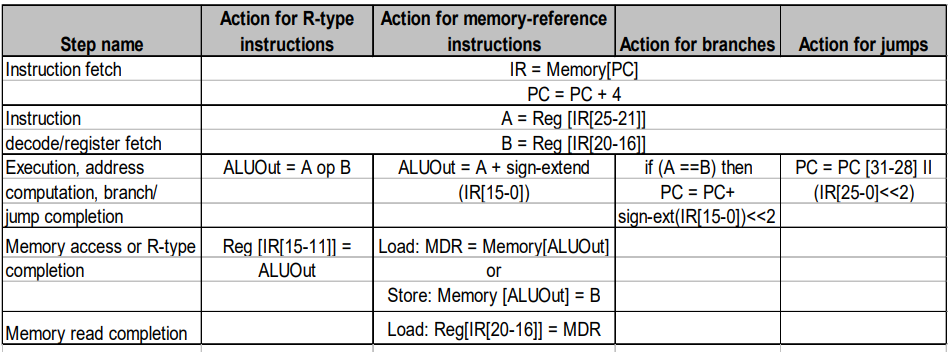 Step name Action for R-type instructions Action for memory-reference instructions Action for branches Action for jumps
Instruction fetch IR = Memory[PC]
PC = PC + 4
Instruction A = Reg [IR[25-21]]
decode/register fetch B = Reg [IR[20-16]]
Execution, address ALUOut = A op B ALUOut = A + sign-extend if (A ==B) then PC = PC [31-28] II
computation, branch/ (IR[15-0]) PC = PC+ (IR[25-0]<<2)
jump completion sign-ext(IR[15-0])<<2
Memory access or R-type Reg [IR[15-11]] = Load: MDR = Memory[ALUOut]
completion ALUOut or
Store: Memory [ALUOut] = B
Memory read completion Load: Reg[IR[20-16]] = MDR